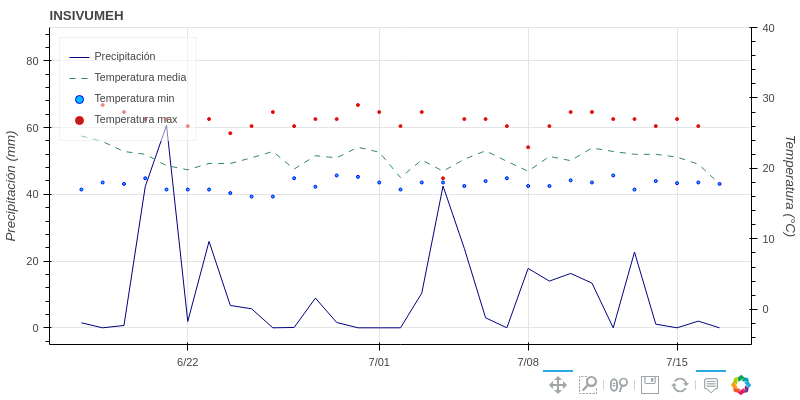 INSIVUMEH
Precipitación
Temperatura media
Temperatura min
Temperatura max
Precipitación (mm)
80
60
40
20
0
Temperatura (°C)
40
30
20
10
0
6/22
7/01
7/08
7/15